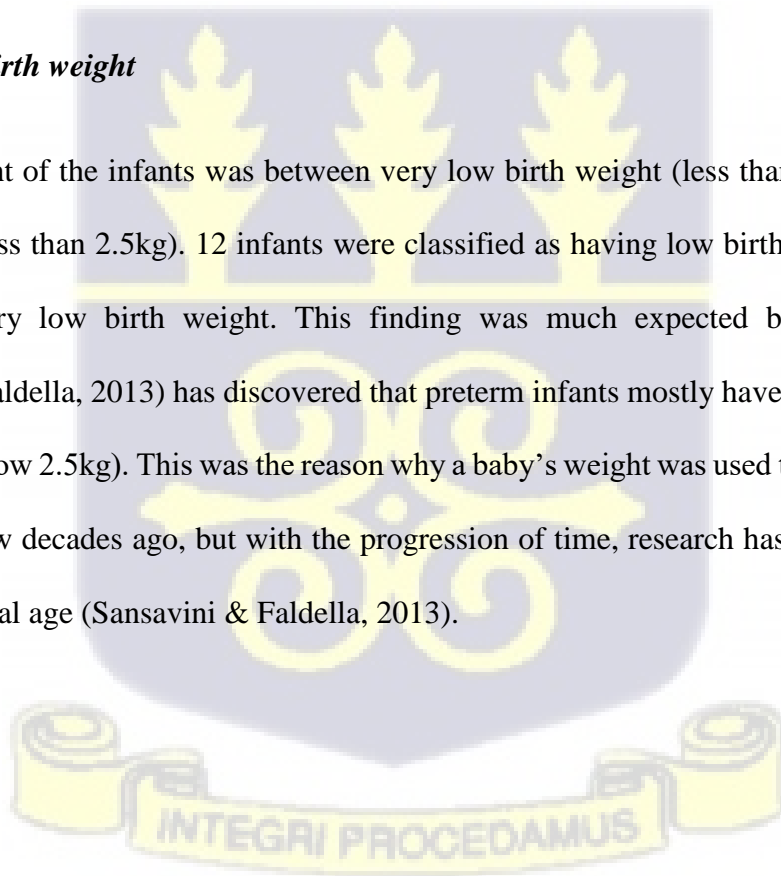 irth weight
nt of the infants was between very low birth weight (less than
ss than 2.5kg). 12 infants were classified as having low birth
ry low birth weight. This finding was much expected b
aldella, 2013) has discovered that preterm infants mostly have
ow 2.5kg). This was the reason why a baby’s weight was used t
w decades ago, but with the progression of time, research has
al age (Sansavini & Faldella, 2013).
INTEGRI PROCEDAMUS